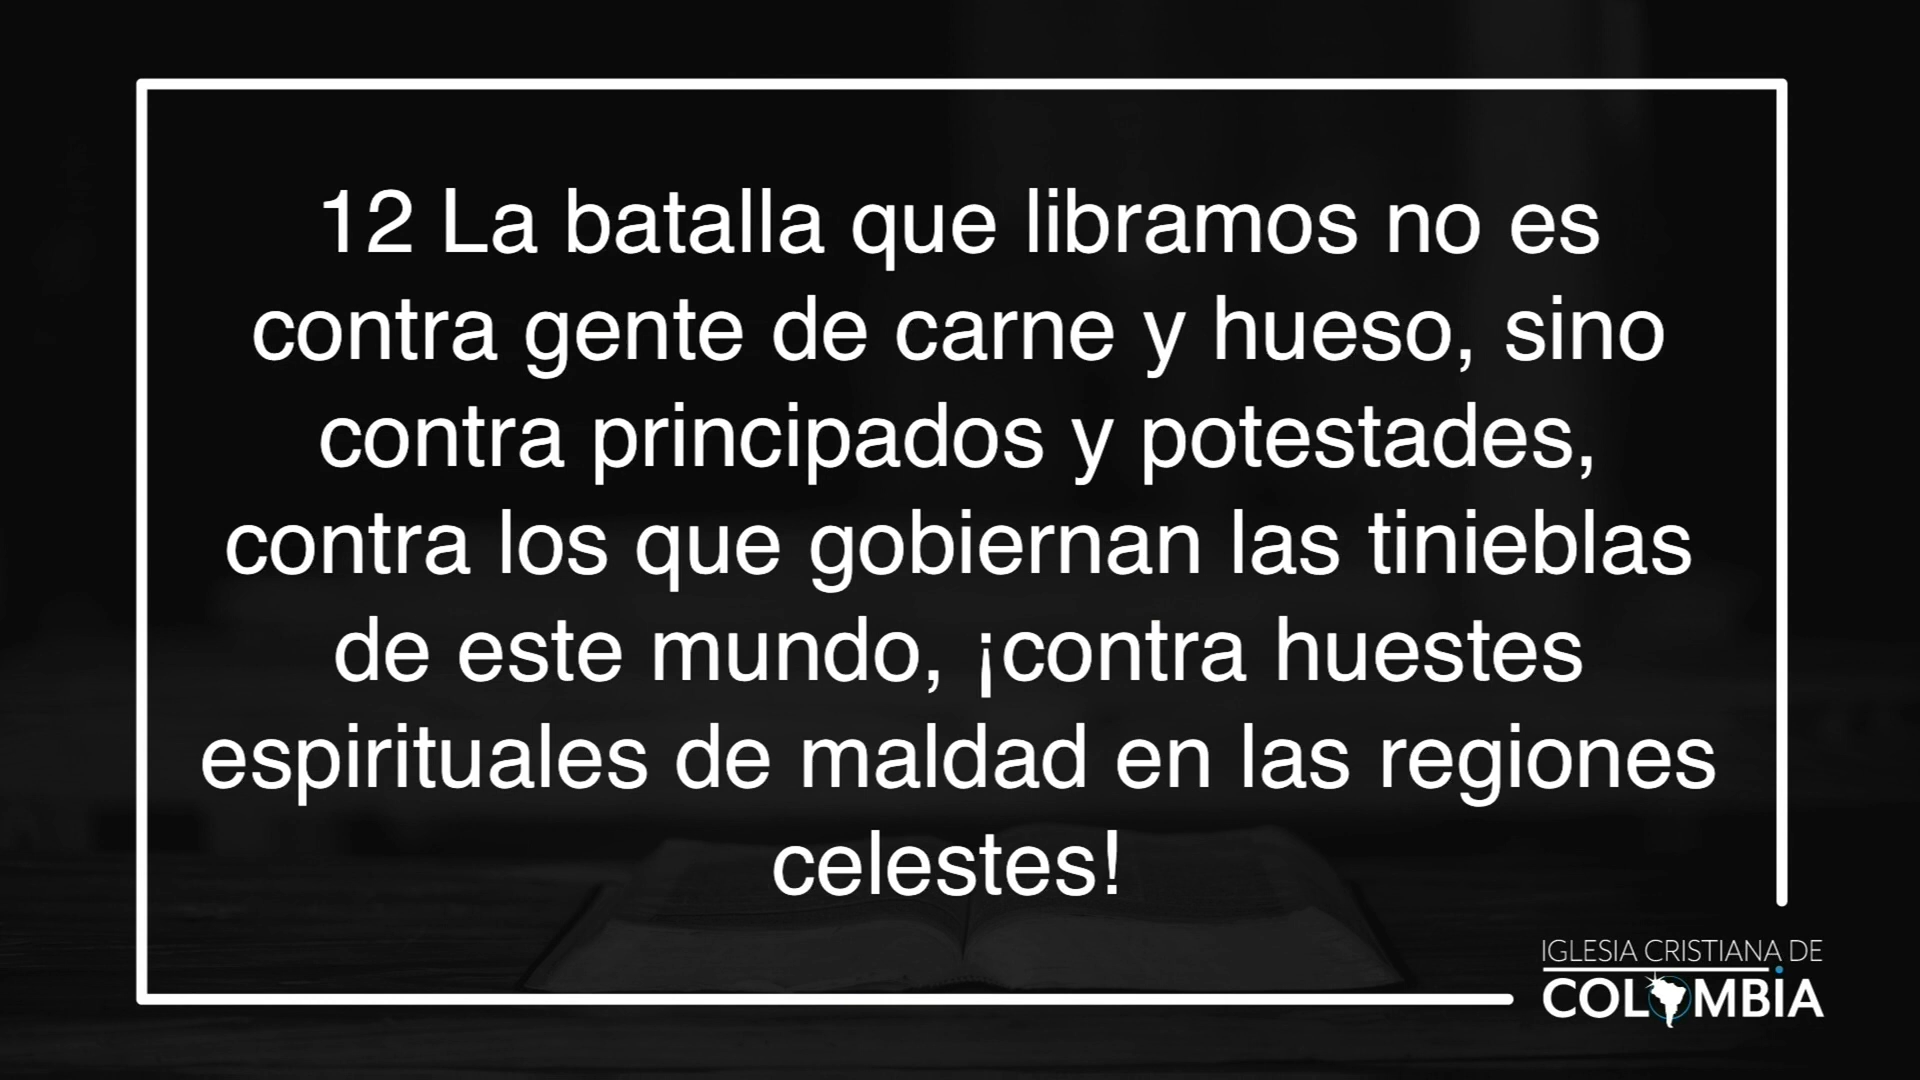 12 La batalla que libramos no es
contra gente de carne y hueso, sino
contra principados y potestades,
contra los que gobiernan las tinieblas
de este mundo, ¡contra huestes
espirituales de maldad en las regiones
celestes!
IGLESIA CRISTIANA DE
COLOMBIA